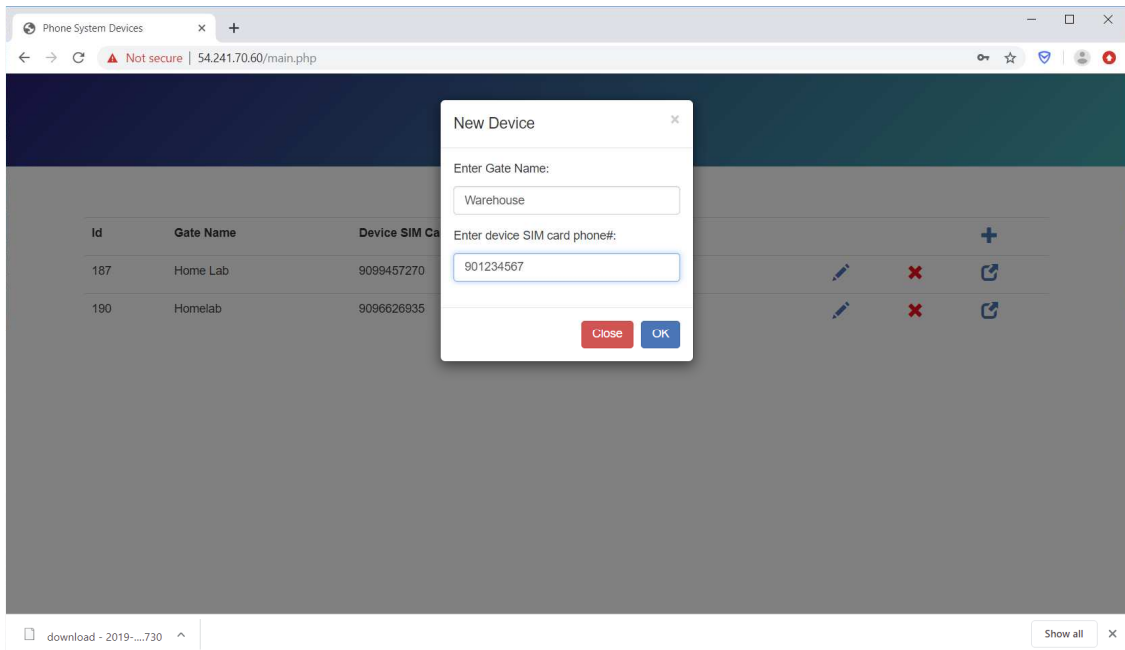 Phone System Devices
Not secure | 54.241.70.60/main.php
New Device
Enter Gate Name:
Warehouse
Enter device SIM card phone#:
901234567
Close OK
Id Gate Name Device SIM Ca
187 Home Lab 9099457270
190 Homelab 9096626935
download - 2019-....730
Show all